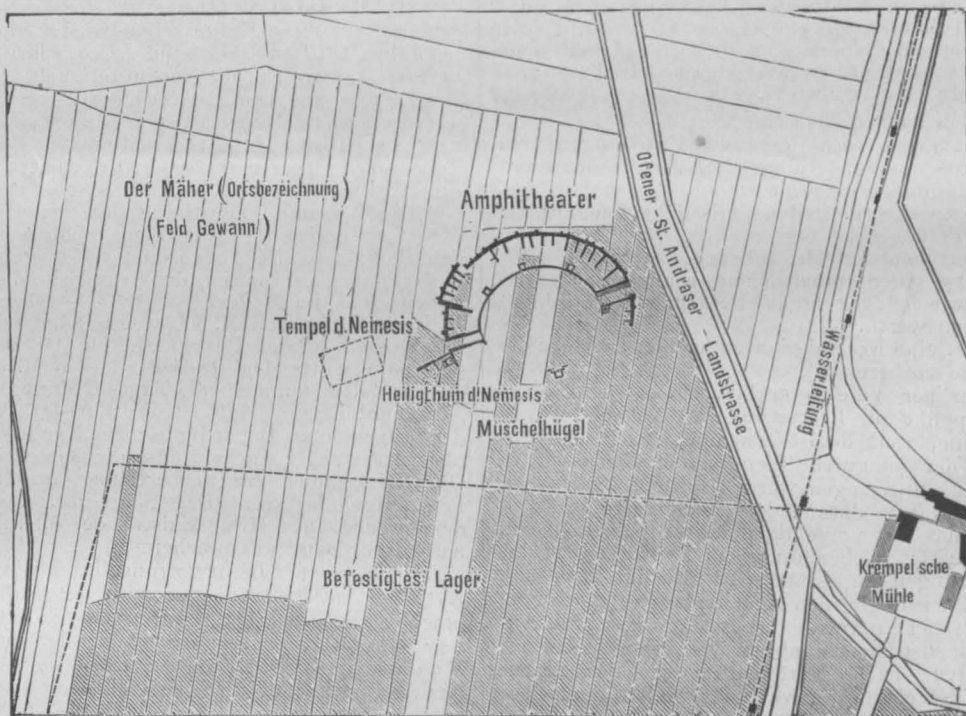 Der Mäher (Ortsbezeichnung)
(Feld, Gewann)
Amphitheater
Ofener - St. Andraser - Landstrasse
Wasserleitung
Tempel d. Nemesis
Heiligthum d. Nemesis
Muschelhügel
Befestigtes Lager
Krempel sche
Mühle